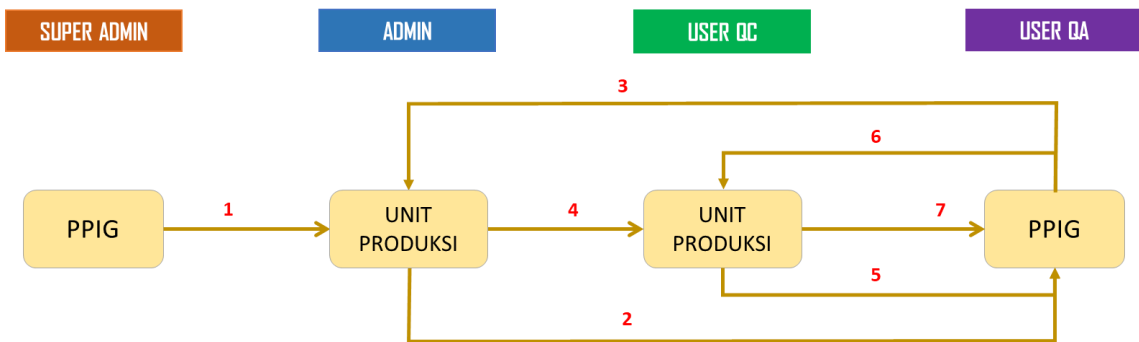 SUPER ADMIN
ADMIN
USER QC
USER QA
3
6
1
4
7
PPIG
UNIT
PRODUKSI
UNIT
PRODUKSI
PPIG
5
2